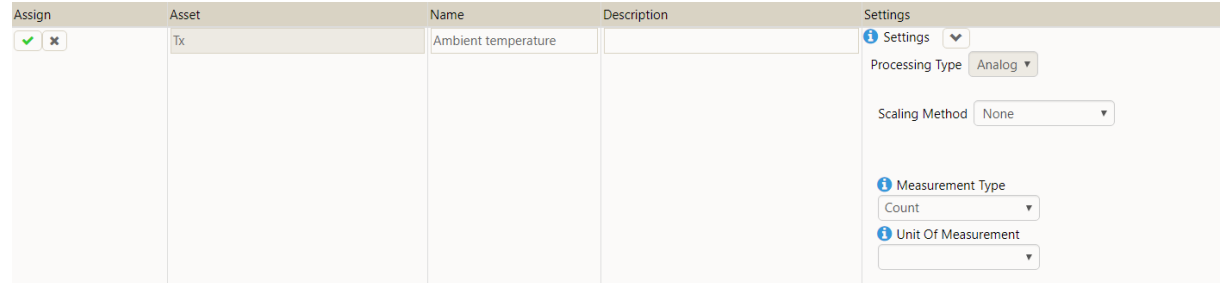 Assign Asset Name Description Settings
Tx Ambient temperature Settings
Processing Type Analog
Scaling Method None
Measurement Type
Count
Unit Of Measurement